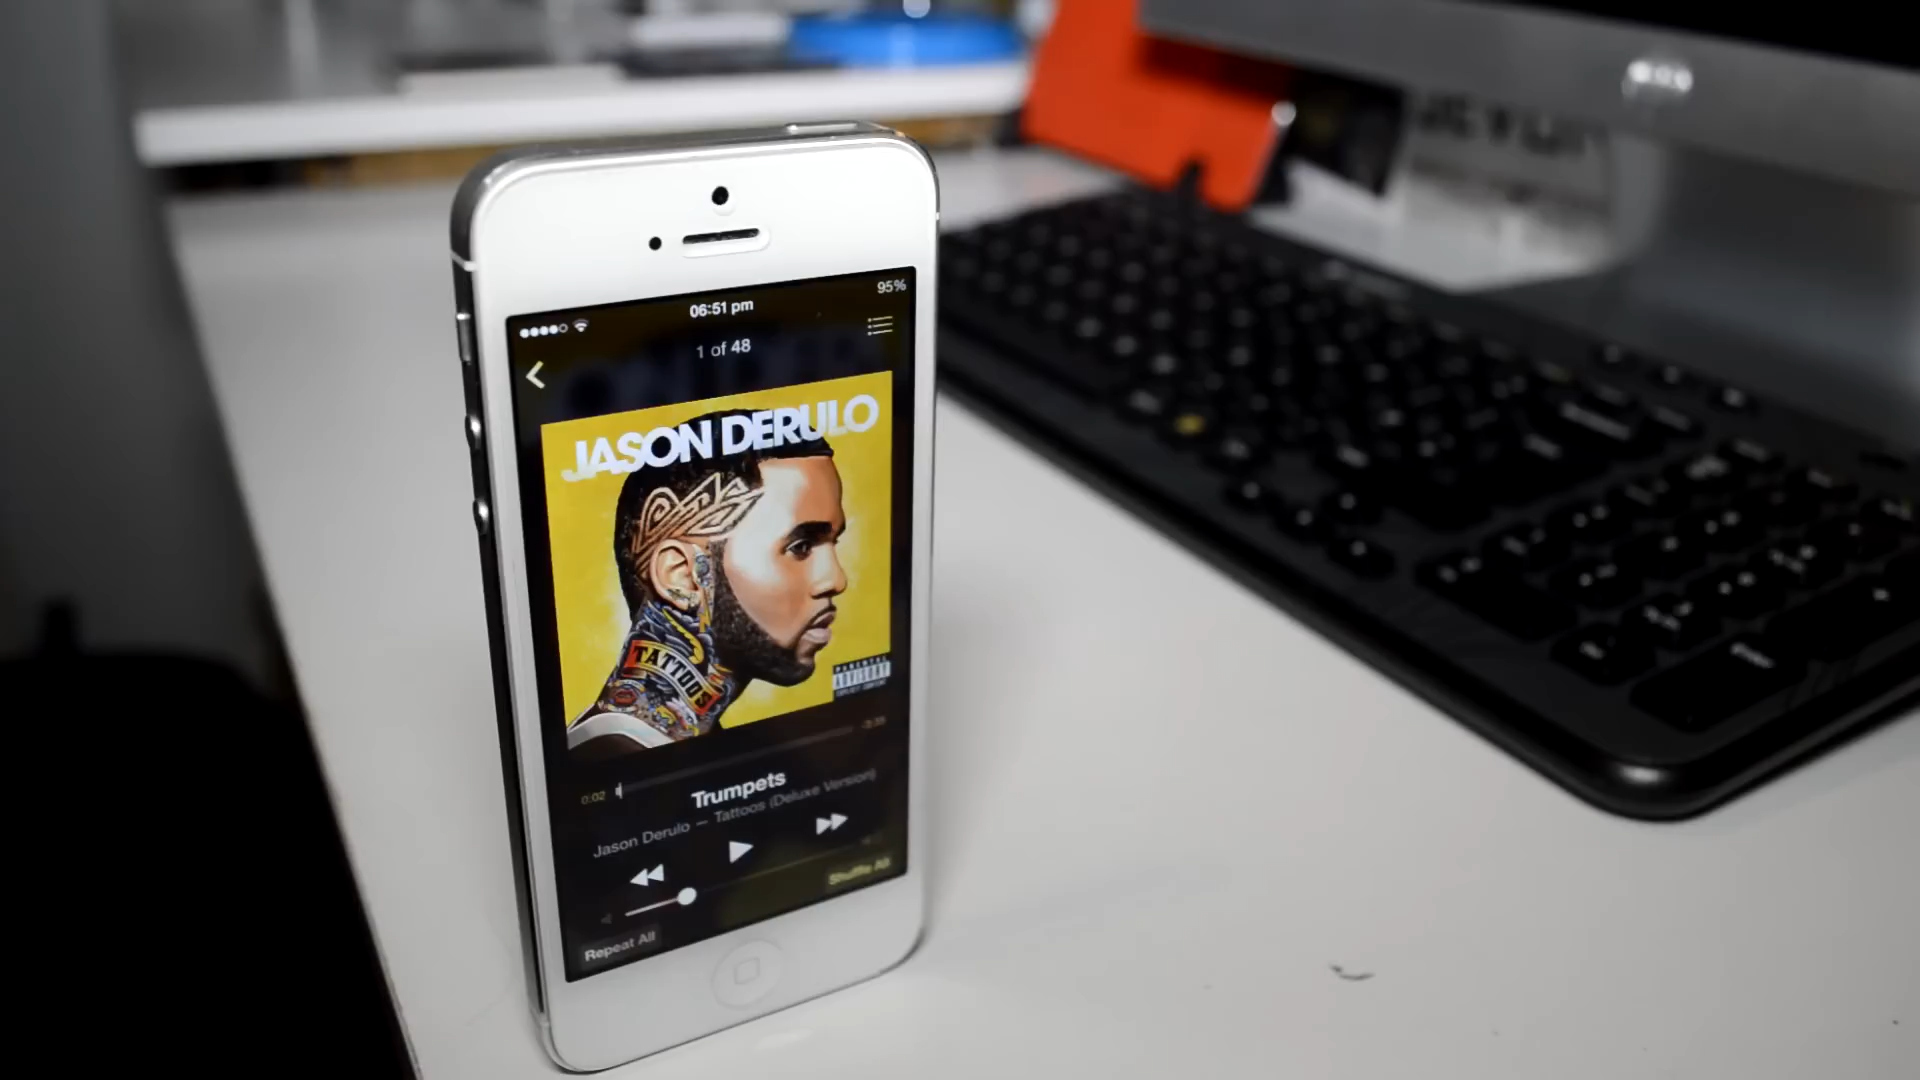 95%
06:51 pm
1 of 48
JASON DERULO
TATTOOS
PARENTAL
ADVISORY
EXPLICIT CONTENT
0:02
Trumpets
Jason Derulo — Tattoos (Deluxe Version)
Shuffle All
Repeat All